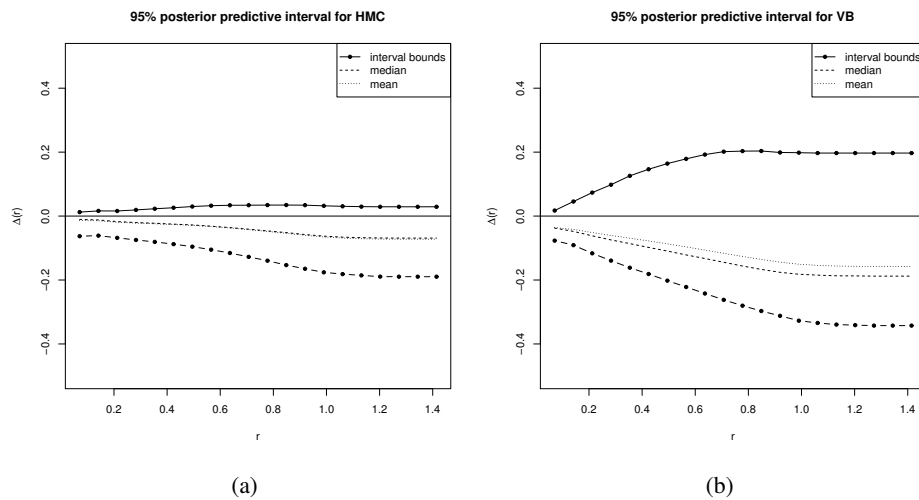 95% posterior predictive interval for HMC
interval bounds
median
mean
0.4
0.2
0.0
−0.2
−0.4
Δ(r)
0.2 0.4 0.6 0.8 1.0 1.2 1.4
r
(a)
95% posterior predictive interval for VB
interval bounds
median
mean
0.4
0.2
0.0
−0.2
−0.4
Δ(r)
0.2 0.4 0.6 0.8 1.0 1.2 1.4
r
(b)